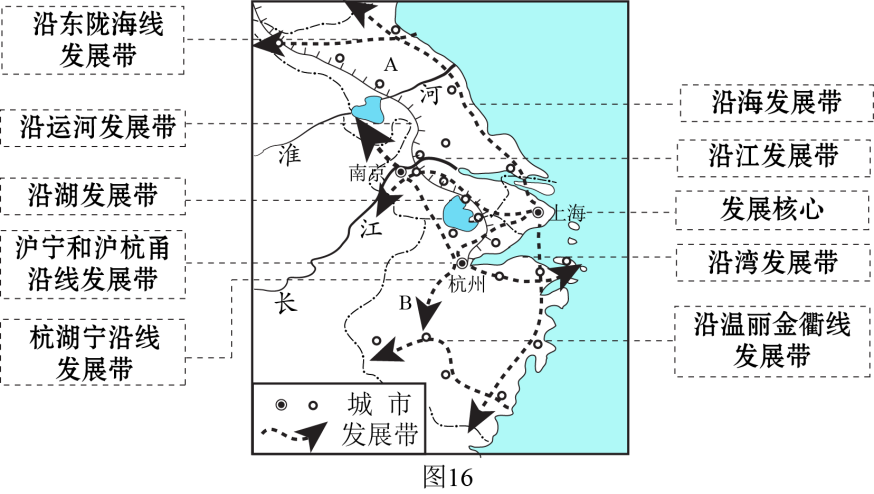 沿东陇海线
发展带
沿运河发展带
沿湖发展带
沪宁和沪杭甬
沿线发展带
杭湖宁沿线
发展带
A
河
淮
南京
江
长
上海
杭州
B
城 市
发展带
沿海发展带
沿江发展带
发展核心
沿湾发展带
沿温丽金衢线
发展带
图16